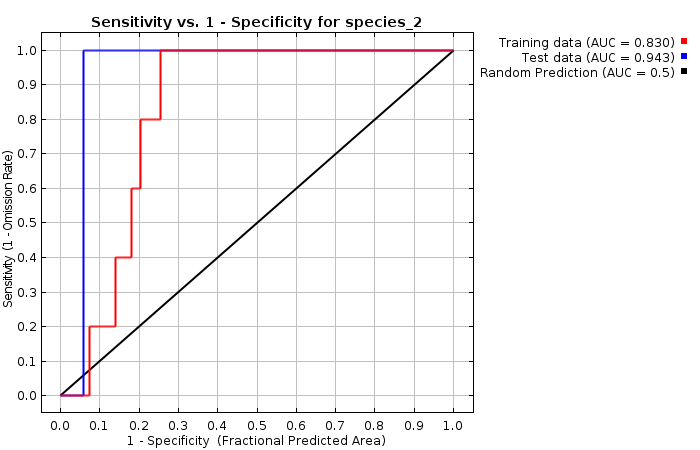 Sensitivity vs. 1 - Specificity for species_2
Training data (AUC = 0.830)
Test data (AUC = 0.943)
Random Prediction (AUC = 0.5)
Sensitivity (1 - Omission Rate)
1.0
0.9
0.8
0.7
0.6
0.5
0.4
0.3
0.2
0.1
0.0
0.0 0.1 0.2 0.3 0.4 0.5 0.6 0.7 0.8 0.9 1.0
1 - Specificity (Fractional Predicted Area)